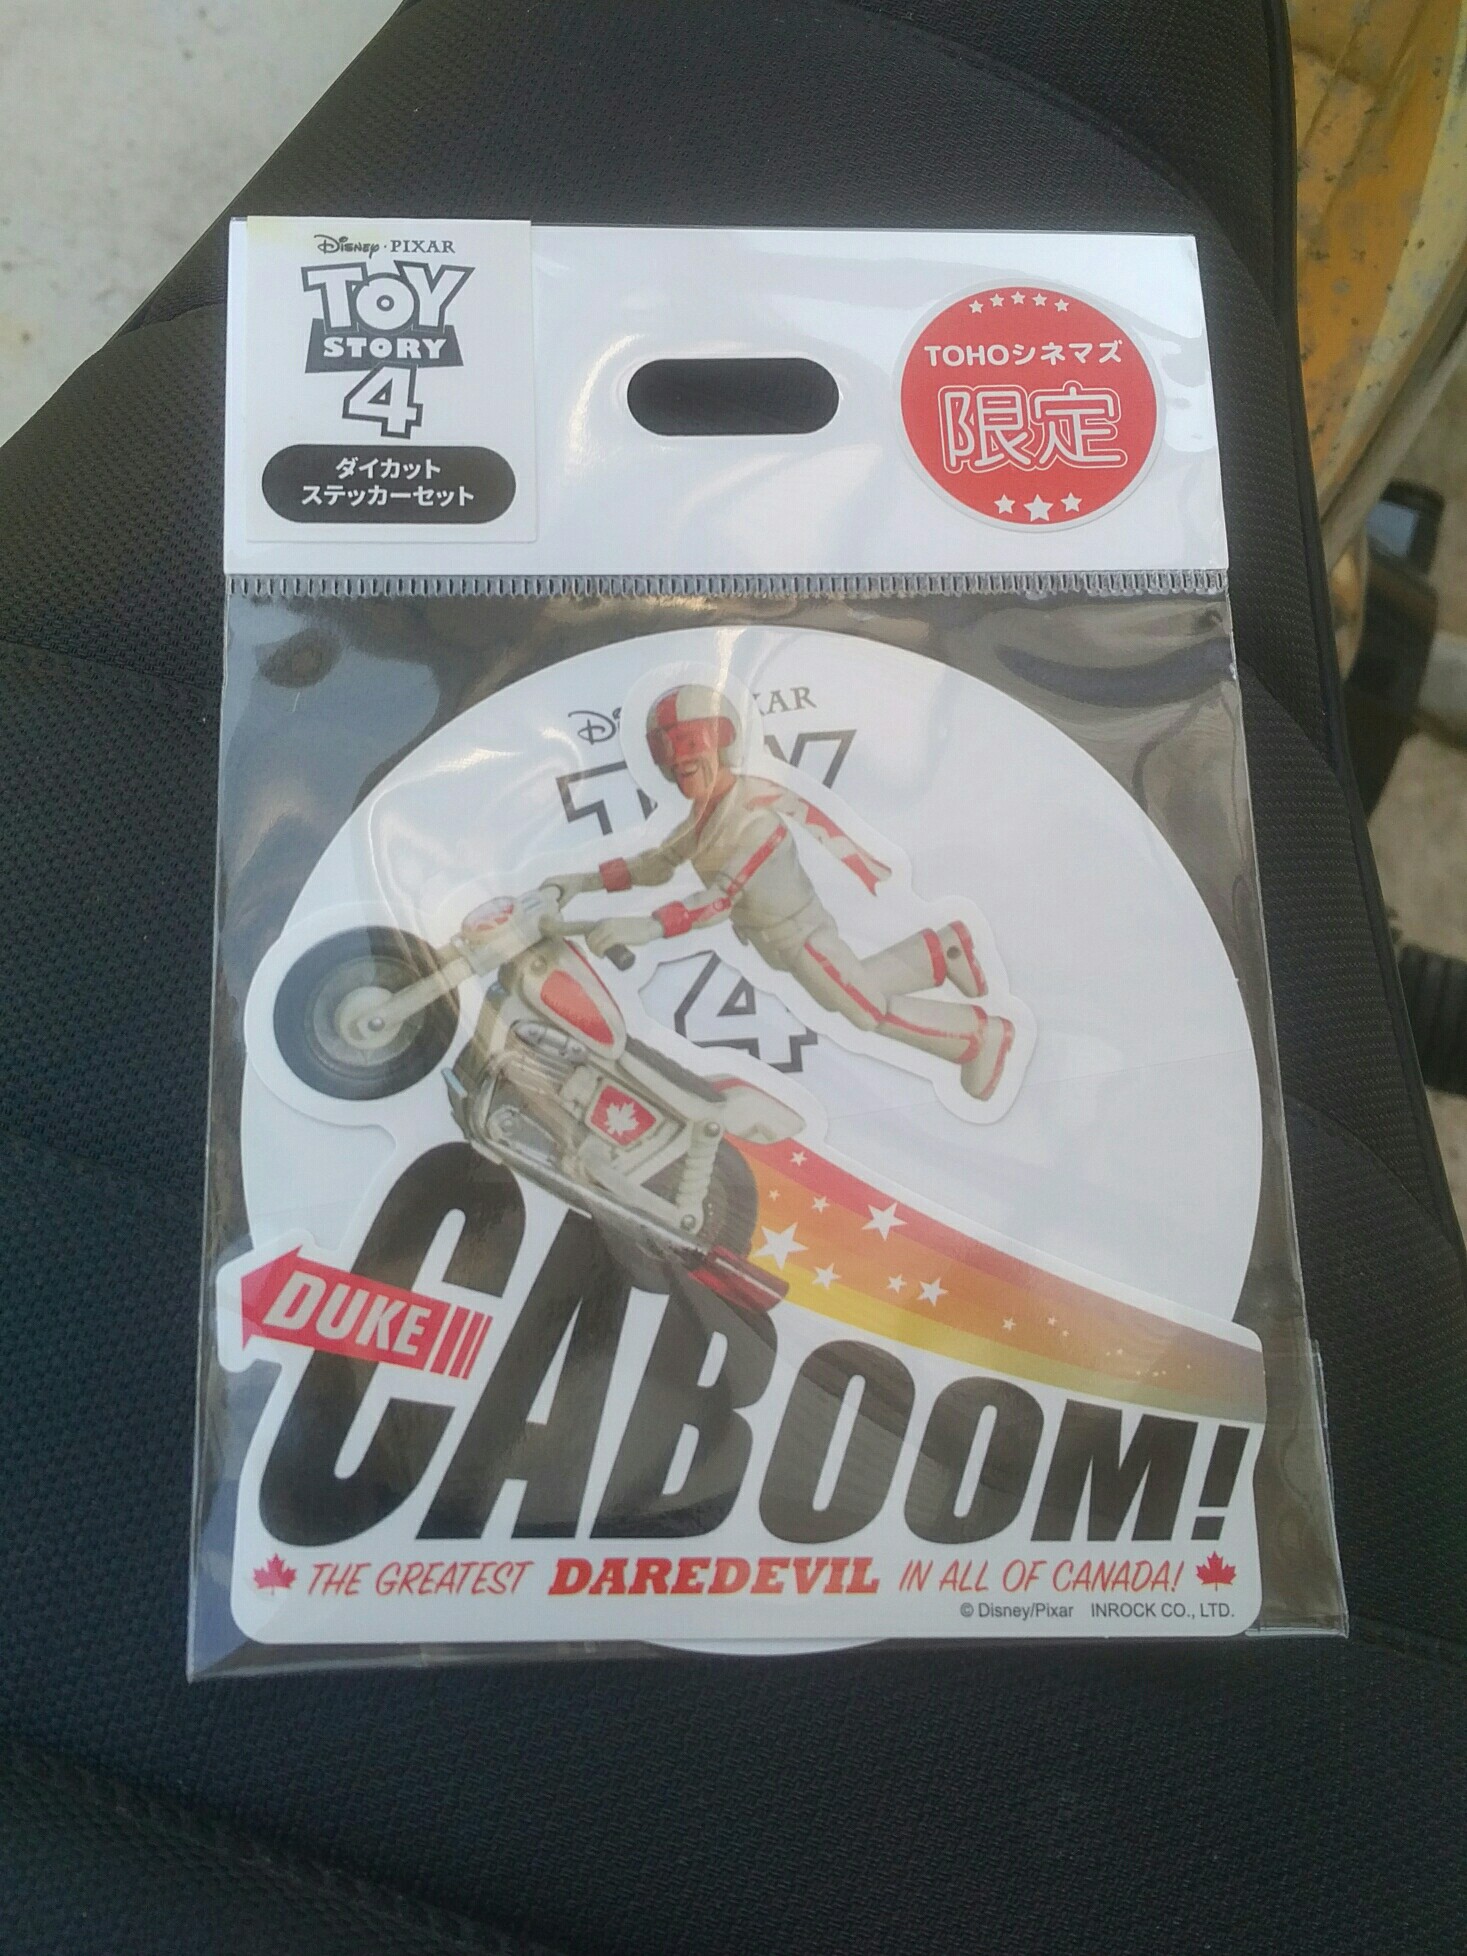 Disney · PIXAR
TOY
STORY
4
ダイカット
ステッカーセット
TOHOシネマズ
限定
4
DUKE
CABOOM!
THE GREATEST DAREDEVIL IN ALL OF CANADA!
© Disney/Pixar INROCK CO., LTD.